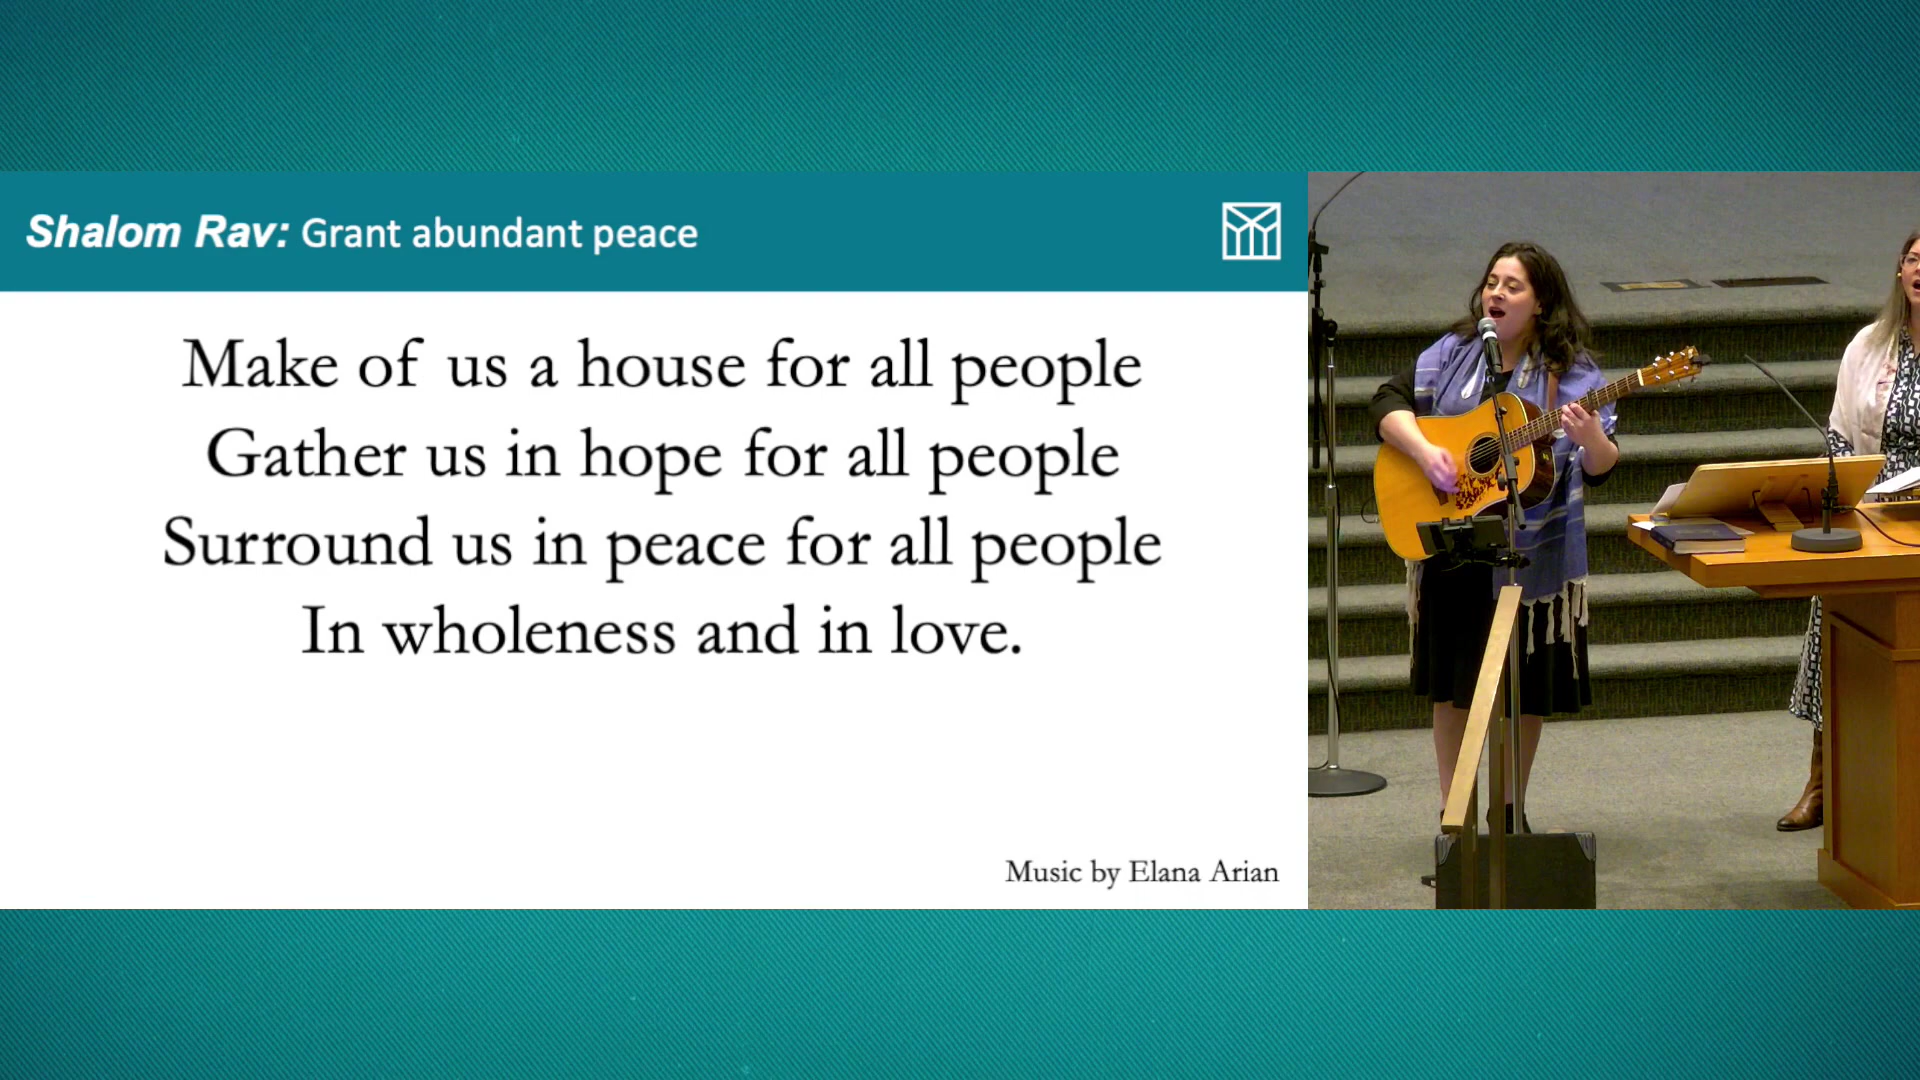 Shalom Rav: Grant abundant peace
Make of us a house for all people
Gather us in hope for all people
Surround us in peace for all people
In wholeness and in love.
Music by Elana Arian